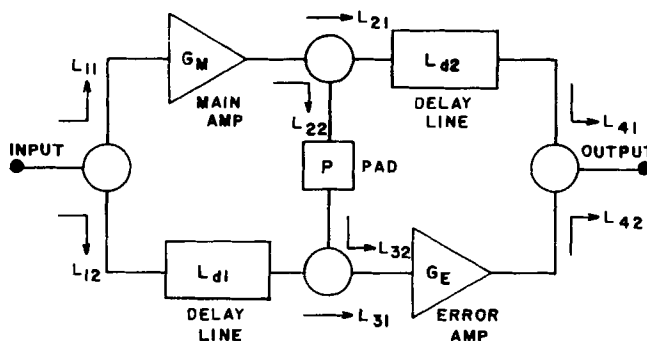 L21
L11
GM
MAIN
AMP
Ld2
DELAY
LINE
L22
L41
INPUT
P
PAD
OUTPUT
L12
L32
L42
Ld1
GE
DELAY
LINE
L31
ERROR
AMP